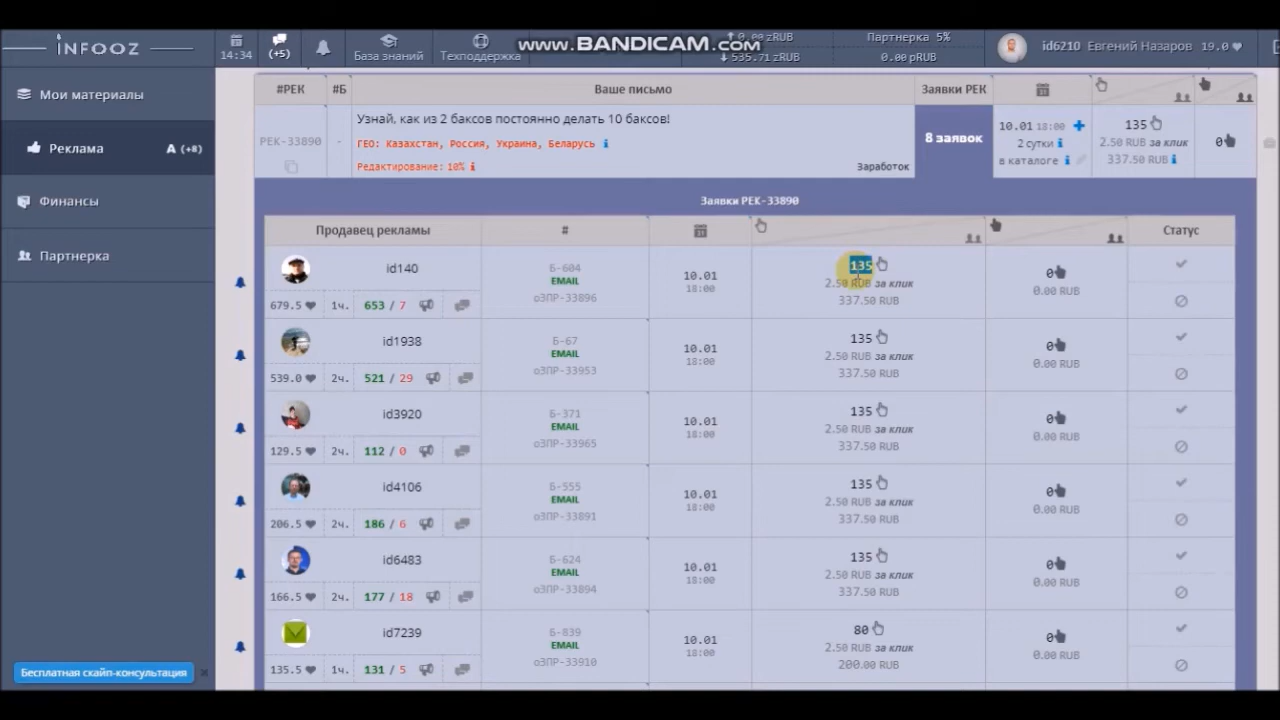 INFOOZ
14:34
(+5)
База знаний
Техподдержка
www.BANDICAM.com
0.00 zRUB
535.71 zRUB
Партнерка 5%
0.00 pRUB
id6210 Евгений Назаров 19.0
Мои материалы
Реклама A (+8)
Финансы
Партнерка
Бесплатная скайп-консультация
#РЕК #Б Ваше письмо Заявки РЕК
РЕК-33890 -
Узнай, как из 2 баксов постоянно делать 10 баксов!
ГЕО: Казахстан, Россия, Украина, Беларусь
Редактирование: 10%
Заработок
8 заявок
10.01 18:00
2 сутки
в каталоге
135
2.50 RUB за клик
337.50 RUB
0
Заявки РЕК-33890
Продавец рекламы # Статус
id140
679.5 1ч. 653 / 7
Б-604
EMAIL
оЗПР-33896
10.01
18:00
135
2.50 RUB за клик
337.50 RUB
0
0.00 RUB
id1938
539.0 2ч. 521 / 29
Б-67
EMAIL
оЗПР-33953
10.01
18:00
135
2.50 RUB за клик
337.50 RUB
0
0.00 RUB
id3920
129.5 2ч. 112 / 0
Б-371
EMAIL
оЗПР-33965
10.01
18:00
135
2.50 RUB за клик
337.50 RUB
0
0.00 RUB
id4106
206.5 2ч. 186 / 6
Б-555
EMAIL
оЗПР-33891
10.01
18:00
135
2.50 RUB за клик
337.50 RUB
0
0.00 RUB
id6483
166.5 2ч. 177 / 18
Б-624
EMAIL
оЗПР-33894
10.01
18:00
135
2.50 RUB за клик
337.50 RUB
0
0.00 RUB
id7239
135.5 1ч. 131 / 5
Б-839
EMAIL
оЗПР-33910
10.01
18:00
80
2.50 RUB за клик
200.00 RUB
0
0.00 RUB